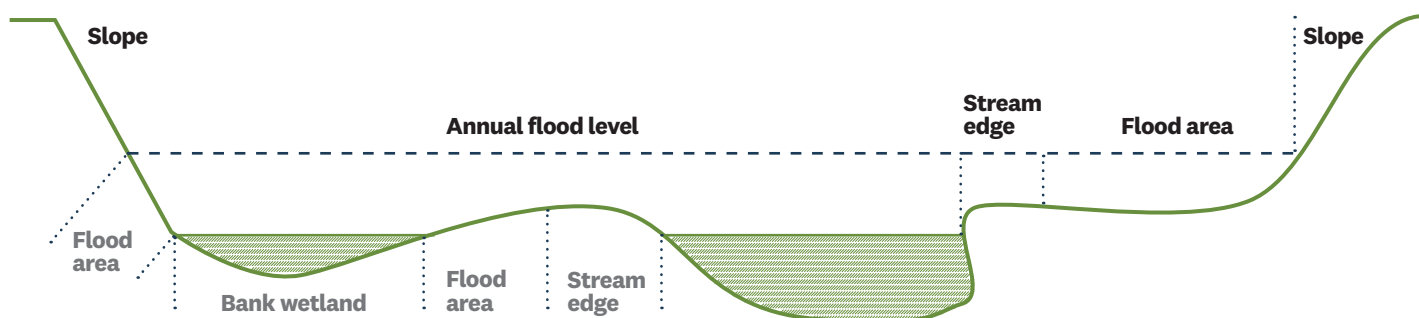 Slope
Slope
Stream
edge
Annual flood level
Flood area
Flood
area
Bank wetland
Flood
area
Stream
edge